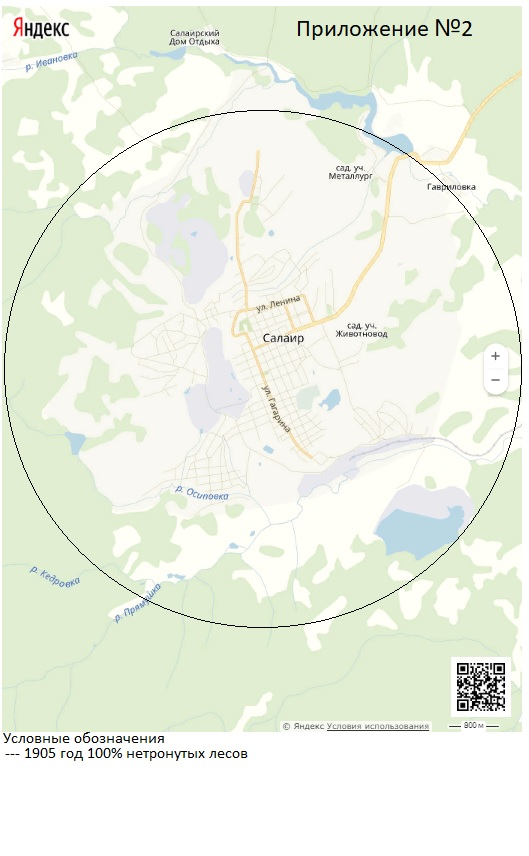 Яндекс
Приложение №2
Салаирский
Дом Отдыха
р. Ивановка
сад. уч.
Металлург
Гавриловка
ул. Ленина
Салаир
сад. уч.
Животновод
+
−
ул. Гагарина
р. Осиповка
р. Кедровка
р. Прямушка
© Яндекс Условия использования
800 м
Условные обозначения
--- 1905 год 100% нетронутых лесов